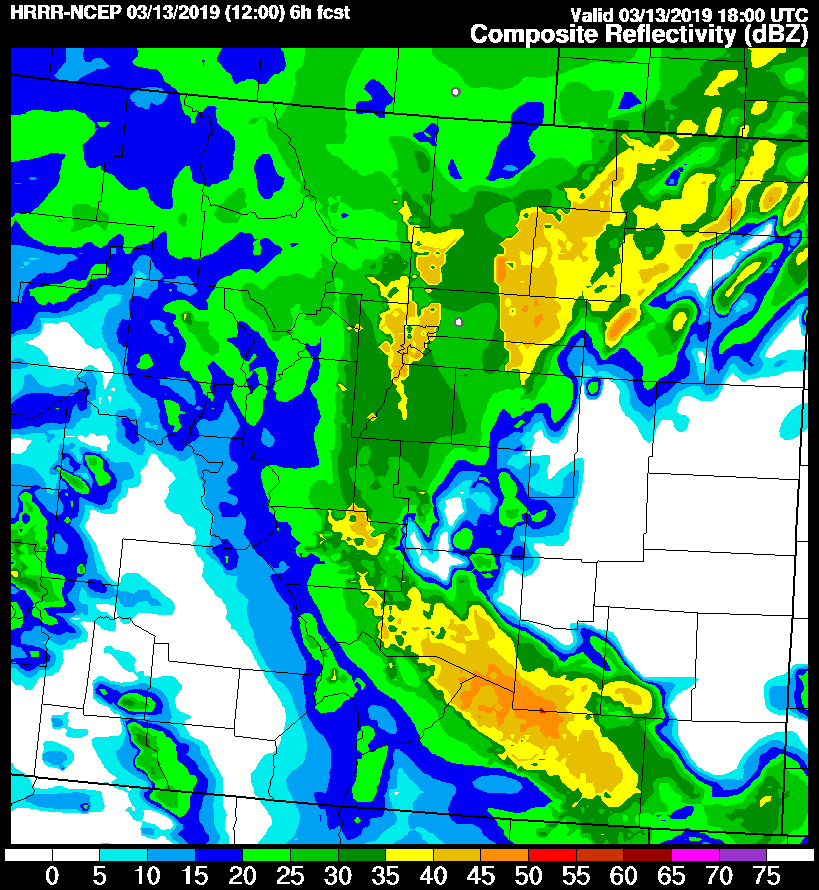 HRRR-NCEP 03/13/2019 (12:00) 6h fcst
Valid 03/13/2019 18:00 UTC
Composite Reflectivity (dBZ)
0 5 10 15 20 25 30 35 40 45 50 55 60 65 70 75